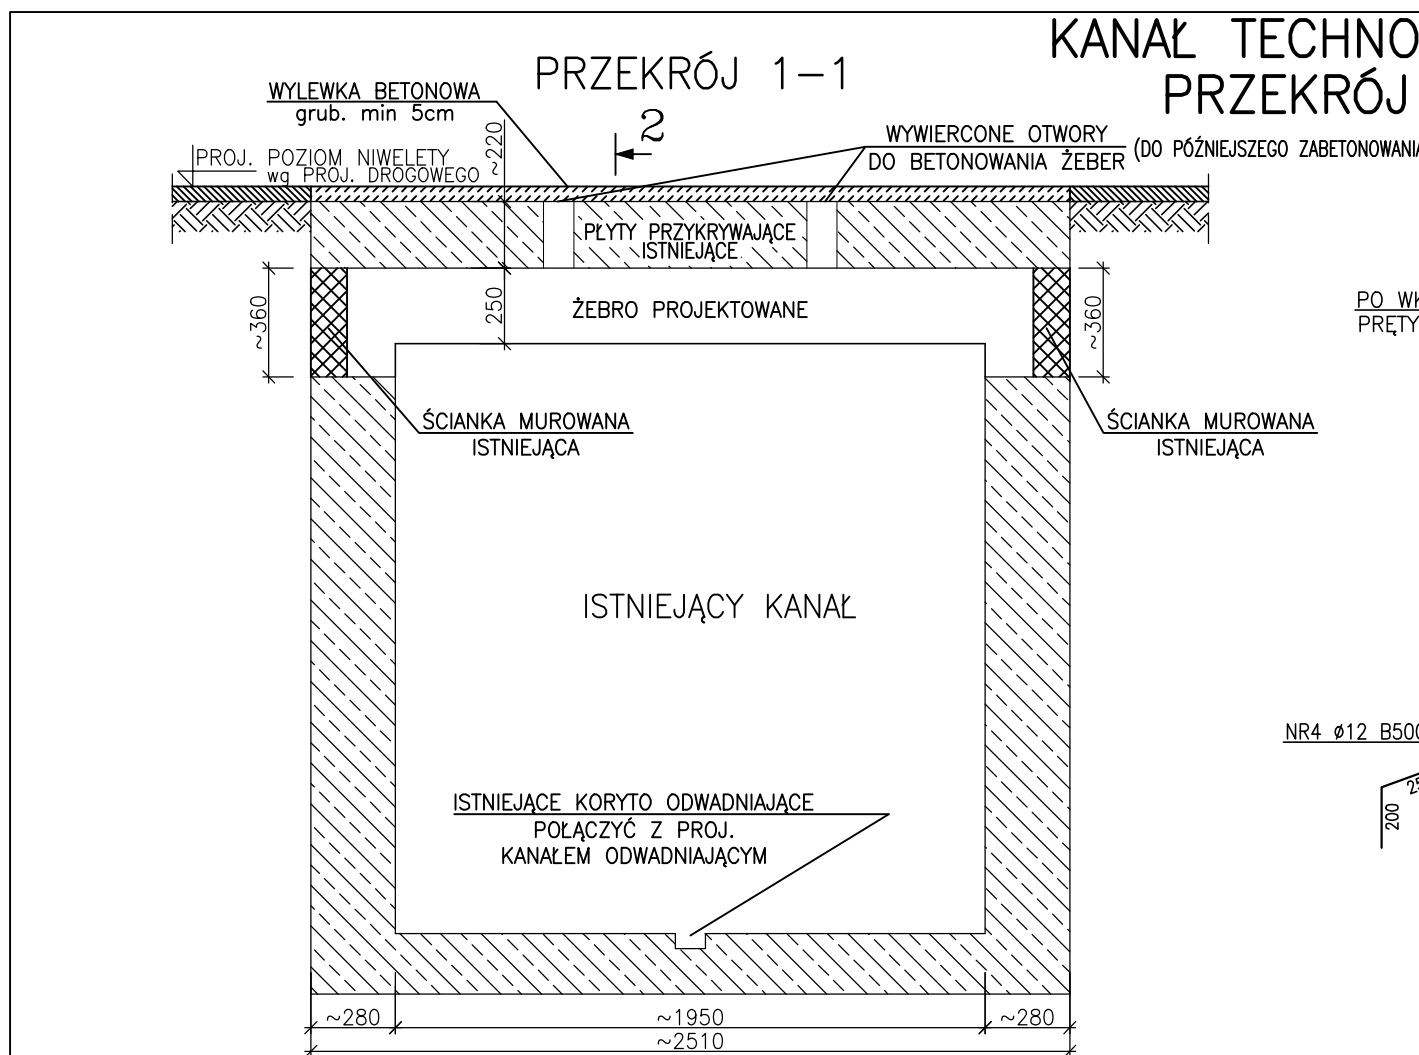 KANAŁ TECHNO
PRZEKRÓJ
PRZEKRÓJ 1-1
2
WYLEWKA BETONOWA
grub. min 5cm
~220
WYWIERCONE OTWORY
DO BETONOWANIA ŻEBER
(DO PÓŹNIEJSZEGO ZABETONOWANIA
PROJ. POZIOM NIWELETY
wg PROJ. DROGOWEGO
PŁYTY PRZYKRYWAJĄCE
ISTNIEJĄCE
~360
250
ŻEBRO PROJEKTOWANE
~360
PO WK
PRĘTY
ŚCIANKA MUROWANA
ISTNIEJĄCA
ŚCIANKA MUROWANA
ISTNIEJĄCA
ISTNIEJĄCY KANAŁ
NR4 ø12 B500
25
200
ISTNIEJĄCE KORYTO ODWADNIAJĄCE
POŁĄCZYĆ Z PROJ.
KANAŁEM ODWADNIAJĄCYM
~280
~1950
~280
~2510